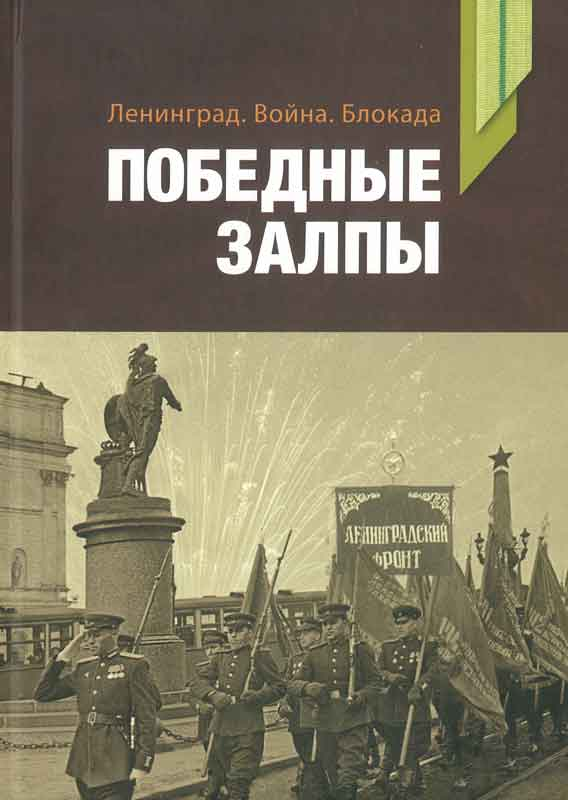 Ленинград. Война. Блокада
ПОБЕДНЫЕ
ЗАЛПЫ
ЛЕНИНГРАДСКИЙ
ФРОНТ